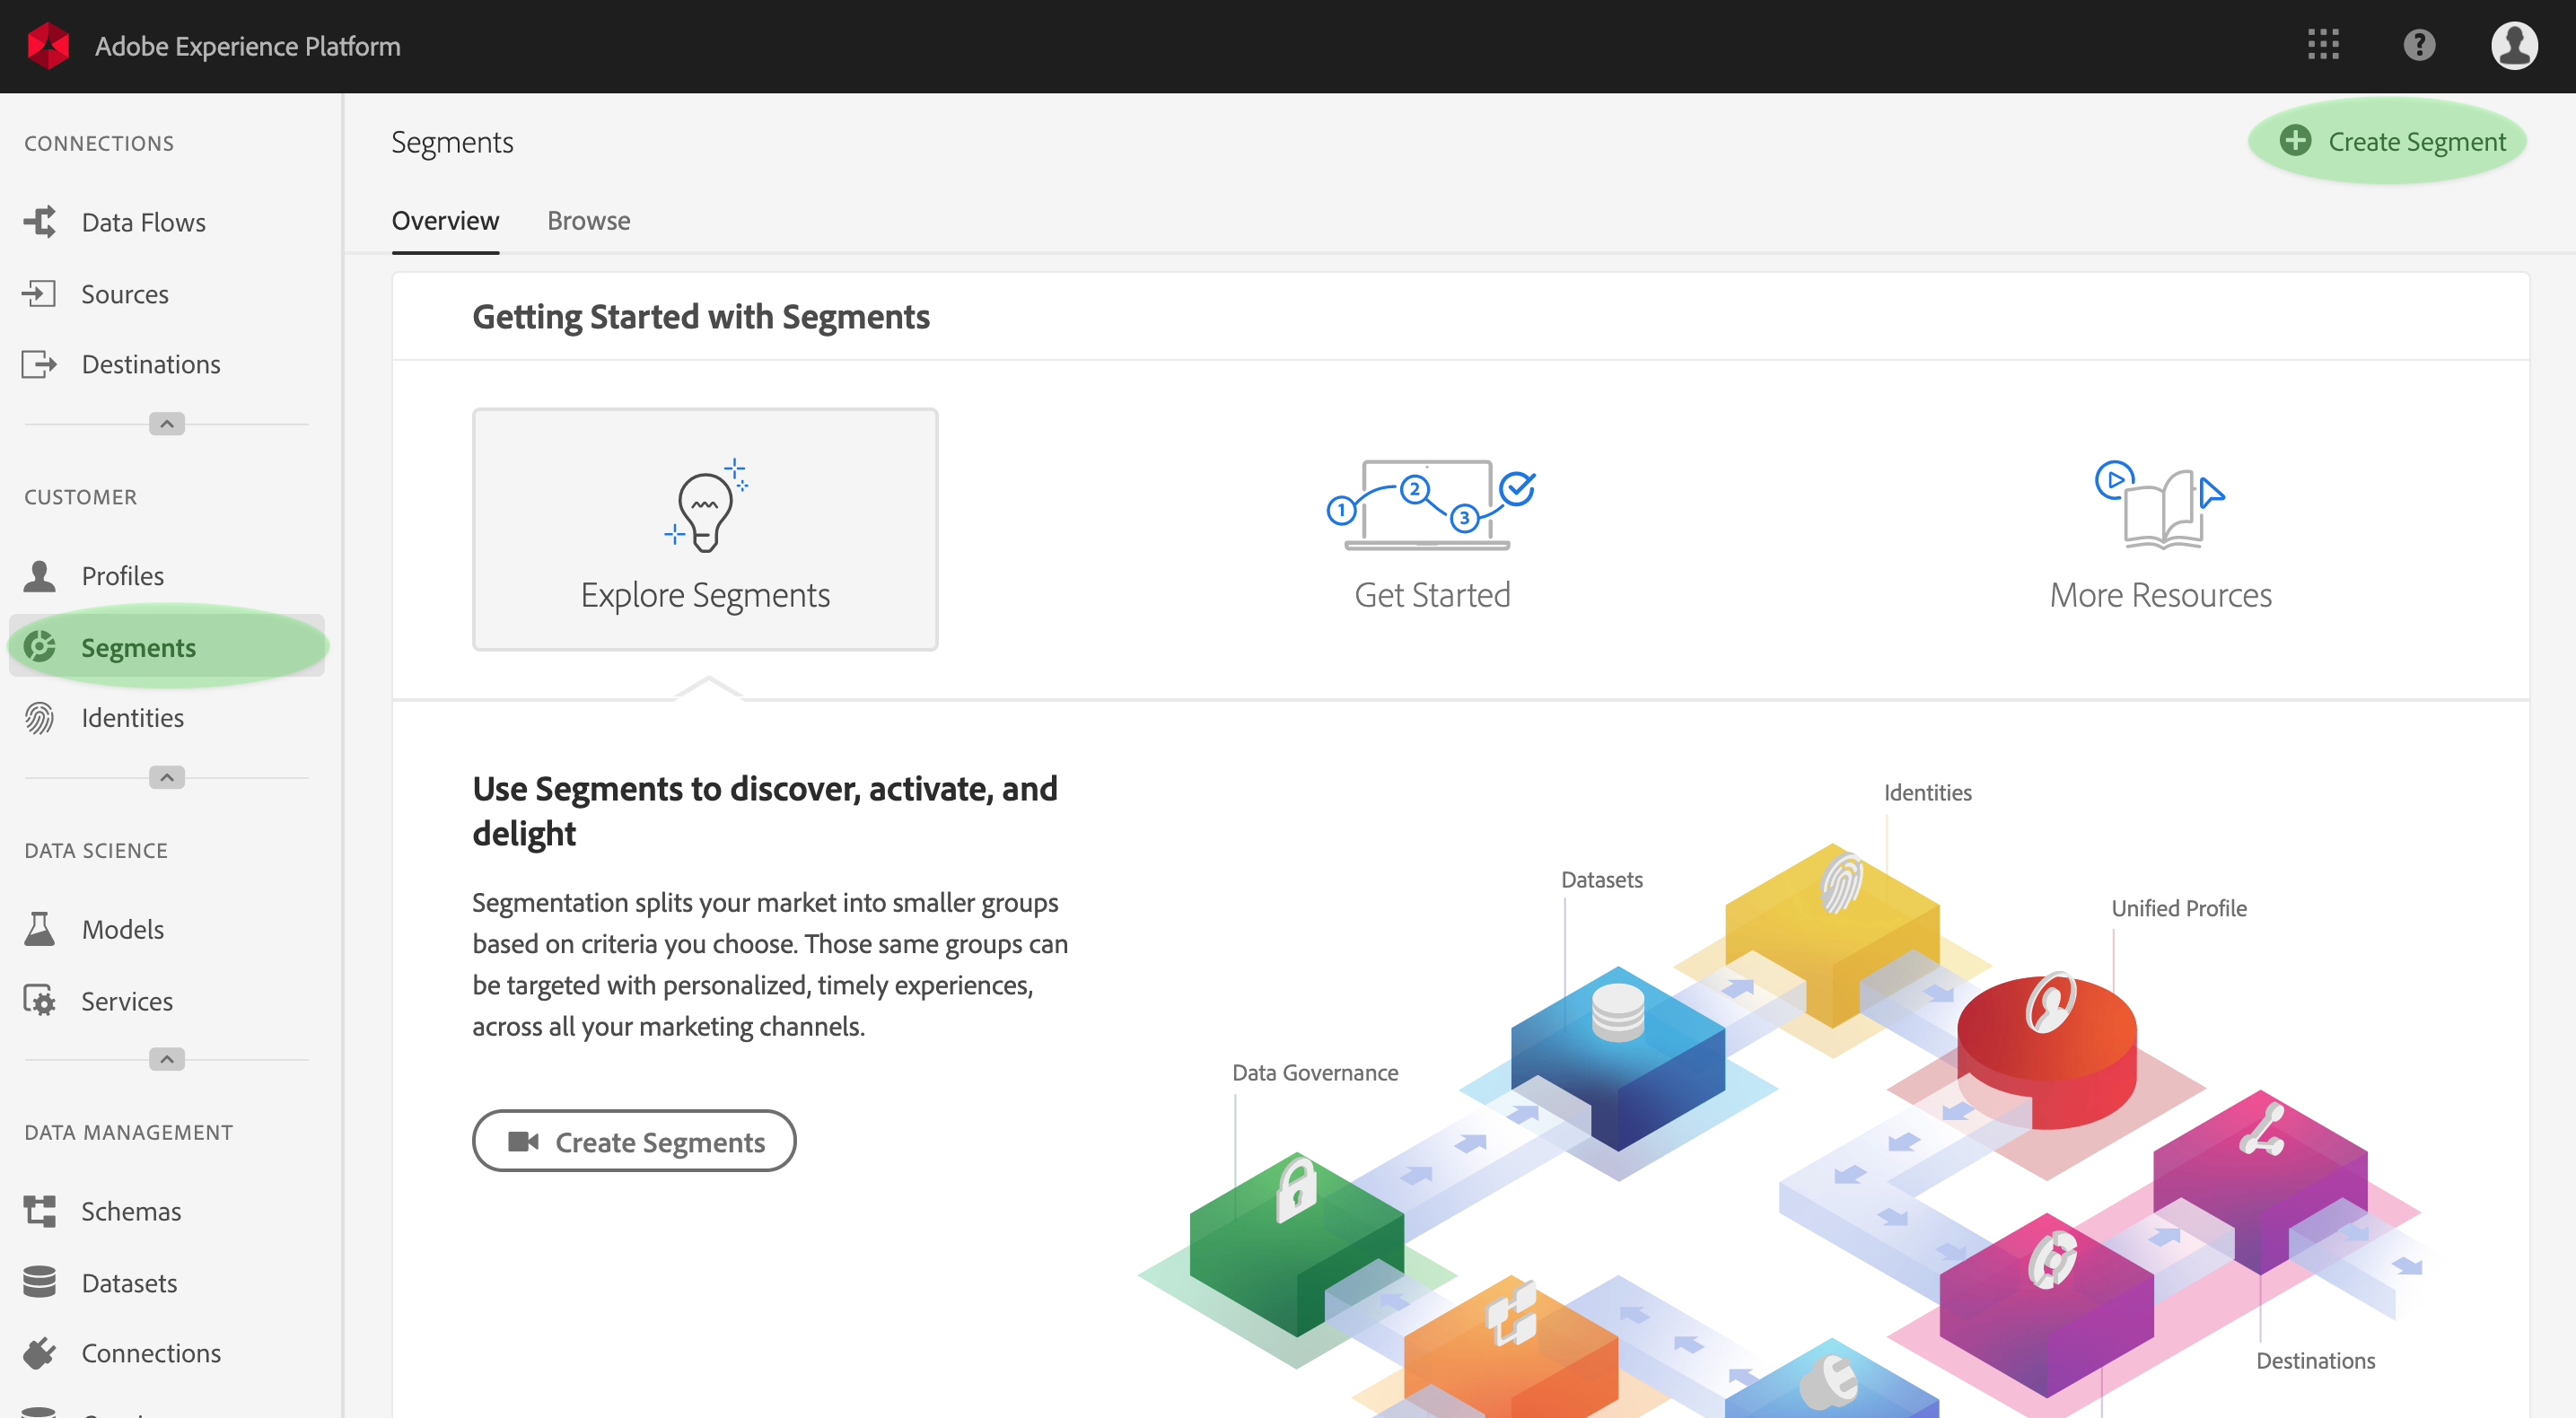 Adobe Experience Platform
?
CONNECTIONS
Data Flows
Sources
Destinations
CUSTOMER
Profiles
Segments
Identities
DATA SCIENCE
Models
Services
DATA MANAGEMENT
Schemas
Datasets
Connections
Segments
Create Segment
Overview
Browse
Getting Started with Segments
Explore Segments
1
2
3
Get Started
More Resources
Use Segments to discover, activate, and
delight
Segmentation splits your market into smaller groups
based on criteria you choose. Those same groups can
be targeted with personalized, timely experiences,
across all your marketing channels.
Create Segments
Identities
Datasets
Unified Profile
Data Governance
Destinations